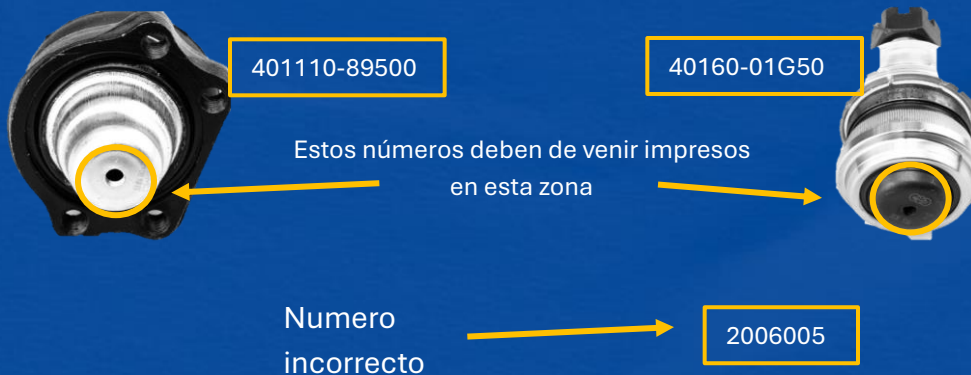 401110-89500
40160-01G50
Estos números deben de venir impresos
en esta zona
Numero
incorrecto
2006005